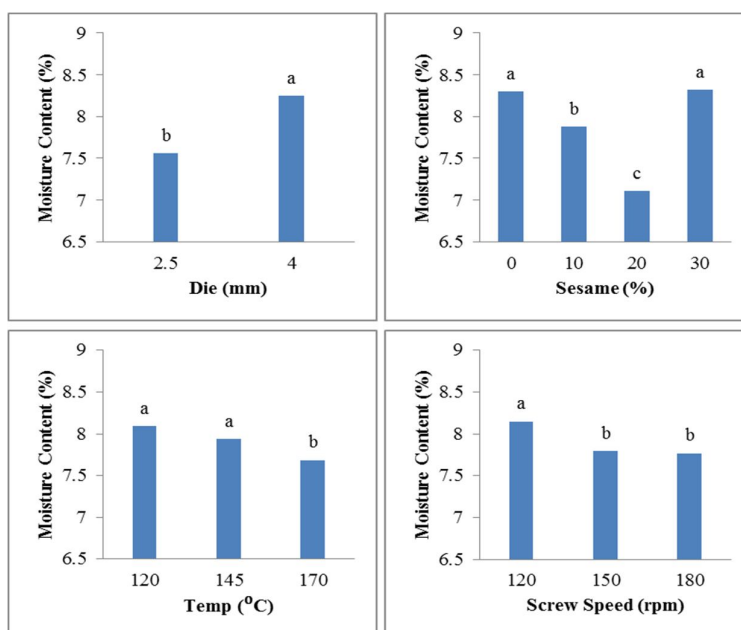 9
8.5
8
7.5
7
6.5
Moisture Content (%)
b
a
2.5 4
Die (mm)
9
8.5
8
7.5
7
6.5
Moisture Content (%)
a
b
c
a
0 10 20 30
Sesame (%)
9
8.5
8
7.5
7
6.5
Moisture Content (%)
a
a
b
120 145 170
Temp (⁰C)
9
8.5
8
7.5
7
6.5
Moisture Content (%)
a
b
b
120 150 180
Screw Speed (rpm)